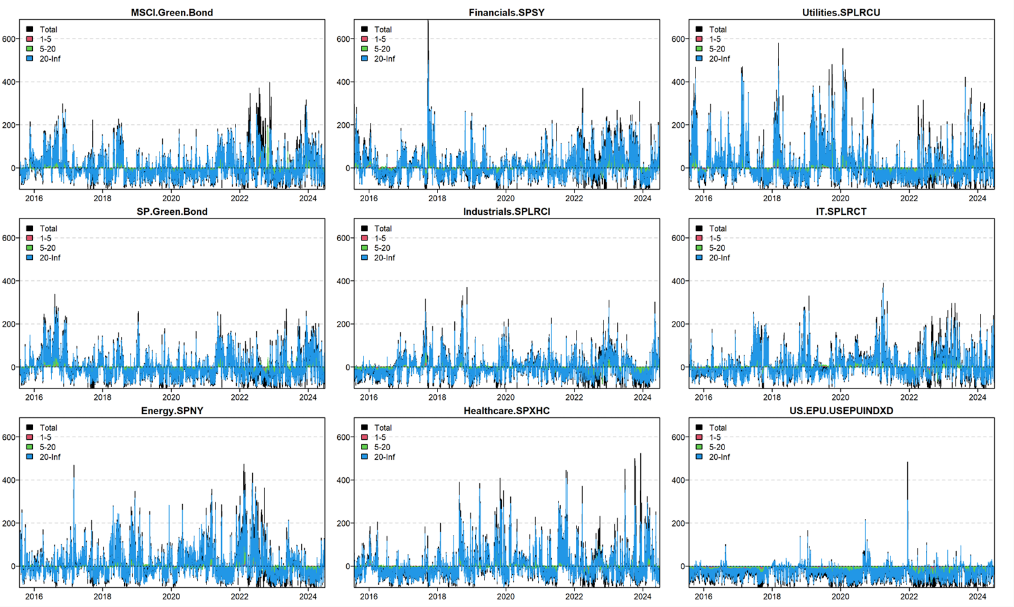 MSCI.Green.Bond
600
400
200
0
Total
1-5
5-20
20-Inf
2016 2018 2020 2022 2024
Financials.SPSY
600
400
200
0
Total
1-5
5-20
20-Inf
2016 2018 2020 2022 2024
Utilities.SPLRCU
600
400
200
0
Total
1-5
5-20
20-Inf
2016 2018 2020 2022 2024
SP.Green.Bond
600
400
200
0
Total
1-5
5-20
20-Inf
2016 2018 2020 2022 2024
Industrials.SPLRCI
600
400
200
0
Total
1-5
5-20
20-Inf
2016 2018 2020 2022 2024
IT.SPLRCT
600
400
200
0
Total
1-5
5-20
20-Inf
2016 2018 2020 2022 2024
Energy.SPNY
600
400
200
0
Total
1-5
5-20
20-Inf
2016 2018 2020 2022 2024
Healthcare.SPXHC
600
400
200
0
Total
1-5
5-20
20-Inf
2016 2018 2020 2022 2024
US.EPU.USEPUINDXD
600
400
200
0
Total
1-5
5-20
20-Inf
2016 2018 2020 2022 2024